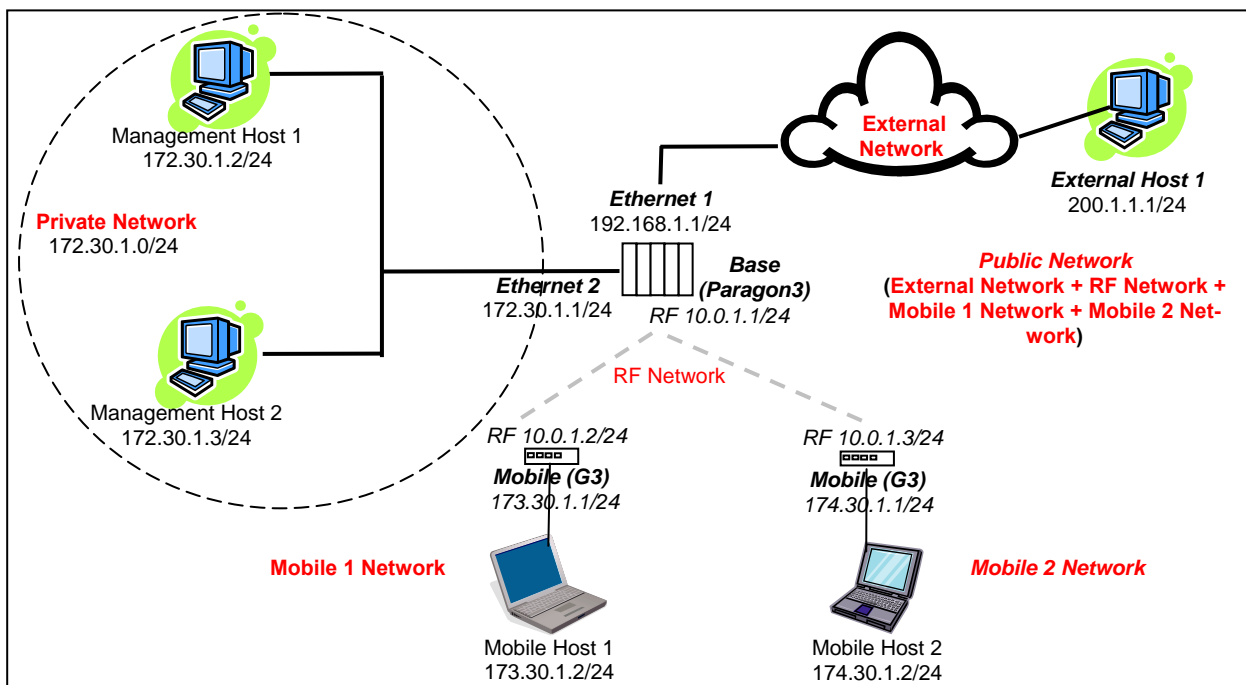 Management Host 1
172.30.1.2/24
Private Network
172.30.1.0/24
Management Host 2
172.30.1.3/24
Ethernet 1
192.168.1.1/24
Ethernet 2
172.30.1.1/24
Base
(Paragon3)
RF 10.0.1.1/24
External
Network
External Host 1
200.1.1.1/24
Public Network
(External Network + RF Network +
Mobile 1 Network + Mobile 2 Net-
work)
RF Network
RF 10.0.1.2/24
Mobile (G3)
173.30.1.1/24
RF 10.0.1.3/24
Mobile (G3)
174.30.1.1/24
Mobile 1 Network
Mobile 2 Network
Mobile Host 1
173.30.1.2/24
Mobile Host 2
174.30.1.2/24